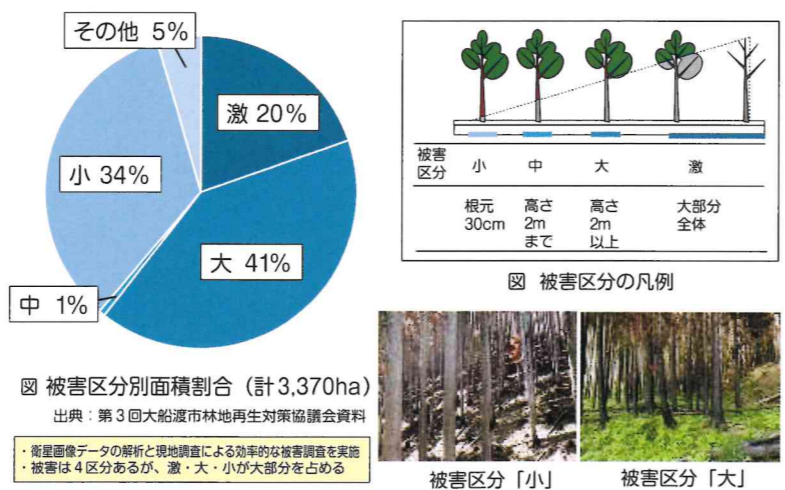 その他 5%
激 20%
小 34%
大 41%
中 1%
図 被害区分別面積割合（計3,370ha）
出典：第3回大船渡市林地再生対策協議会資料
・衛星画像データの解析と現地調査による効率的な被害調査を実施
・被害は4区分あるが、激・大・小が大部分を占める
被害
区分
小
中
大
激
根元
30cm
高さ
2m
まで
高さ
2m
以上
大部分
全体
図 被害区分の凡例
被害区分「小」
被害区分「大」